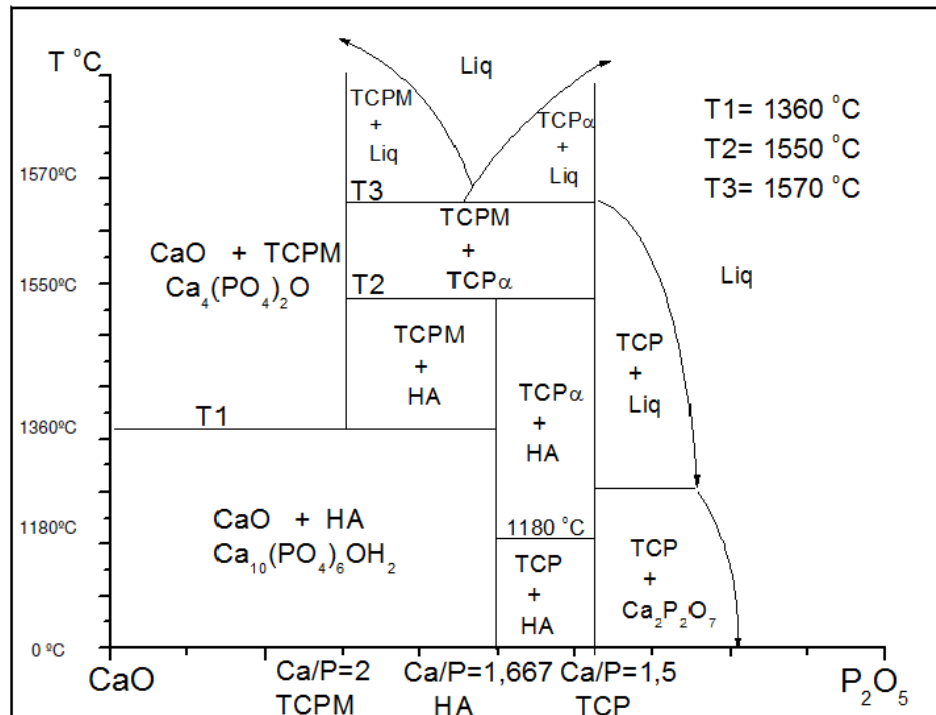 T °C
Liq
TCPM
+
Liq
TCPα
+
Liq
T1= 1360 °C
T2= 1550 °C
T3= 1570 °C
1570ºC
T3
TCPM
+
TCPα
CaO + TCPM
Ca₄(PO₄)₂O
Liq
1550ºC
T2
TCPM
+
HA
TCPα
+
HA
TCP
+
Liq
1360ºC
T1
1180ºC
1180 °C
CaO + HA
Ca₁₀(PO₄)₆OH₂
TCP
+
HA
TCP
+
Ca₂P₂O₇
0 ºC
CaO
Ca/P=2
TCPM
Ca/P=1,667
HA
Ca/P=1,5
TCP
P₂O₅